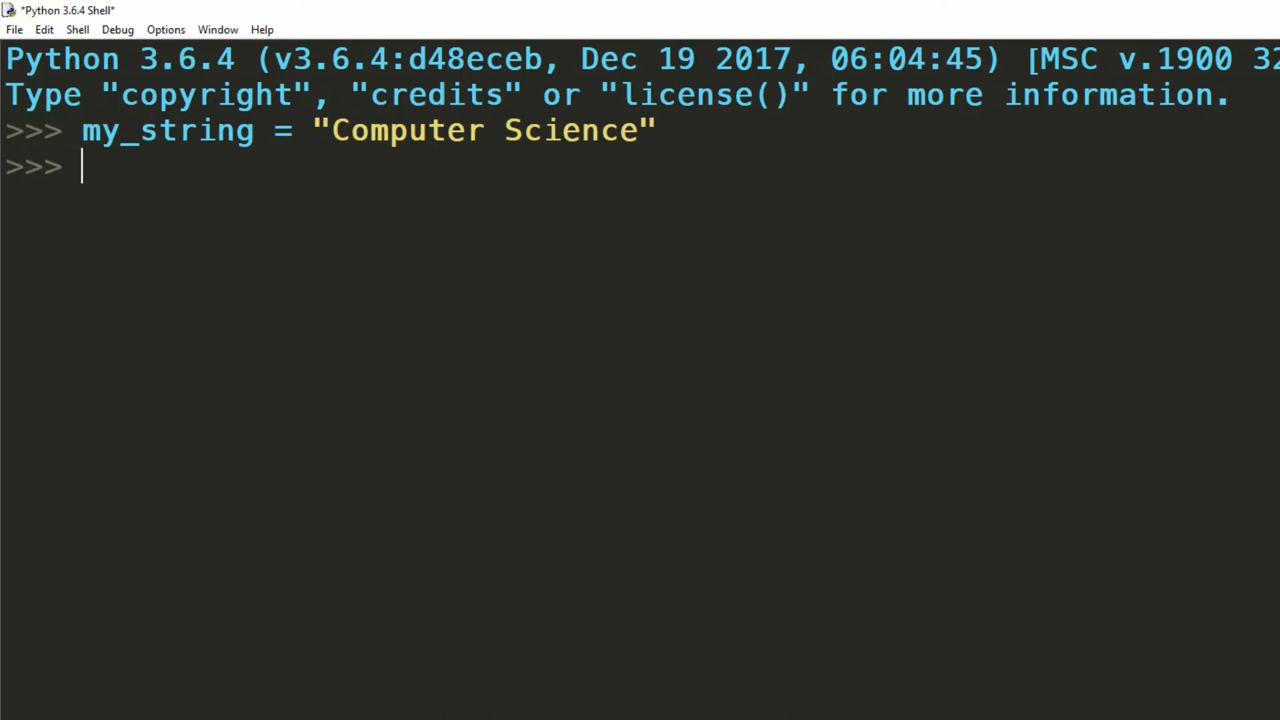 *Python 3.6.4 Shell*
File Edit Shell Debug Options Window Help
Python 3.6.4 (v3.6.4:d48eceb, Dec 19 2017, 06:04:45) [MSC v.1900 32
Type "copyright", "credits" or "license()" for more information.
>>> my_string = "Computer Science"
>>>